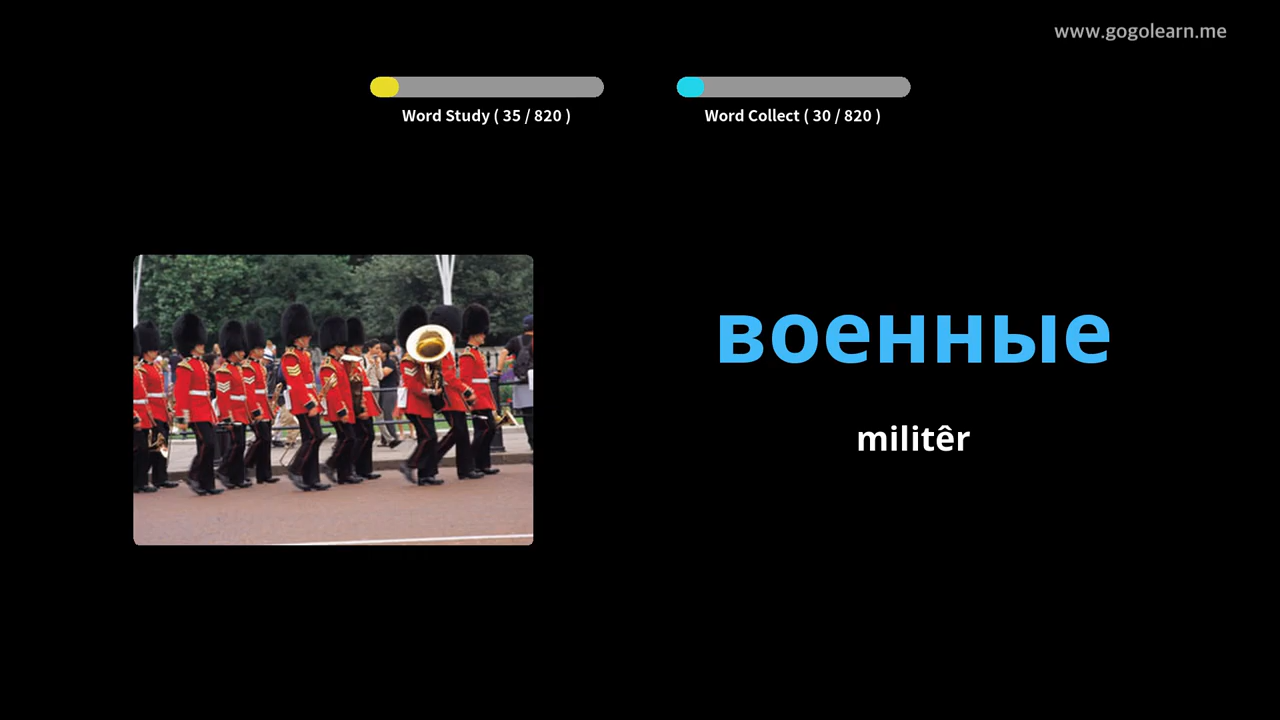 www.gogolearn.me
Word Study ( 35 / 820 )
Word Collect ( 30 / 820 )
военные
militêr